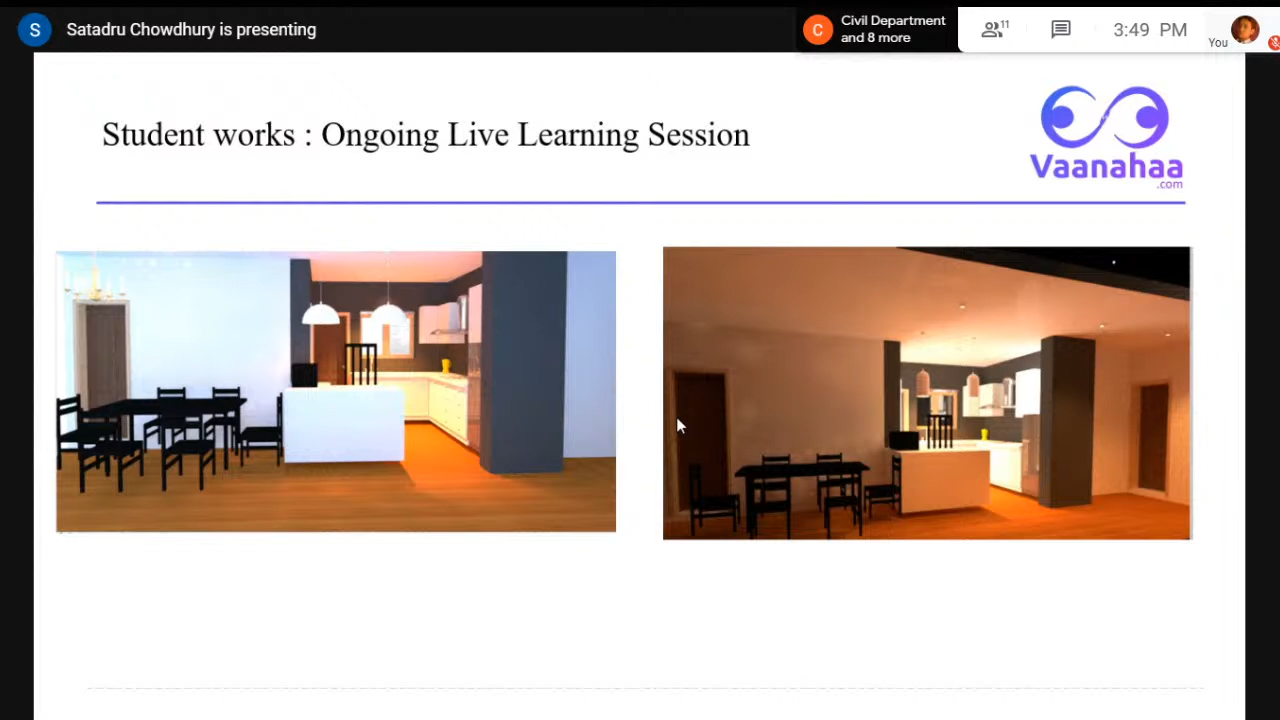 S Satadru Chowdhury is presenting
C Civil Department
and 8 more
11
3:49 PM
You
Student works : Ongoing Live Learning Session
Vaanahaa
.com